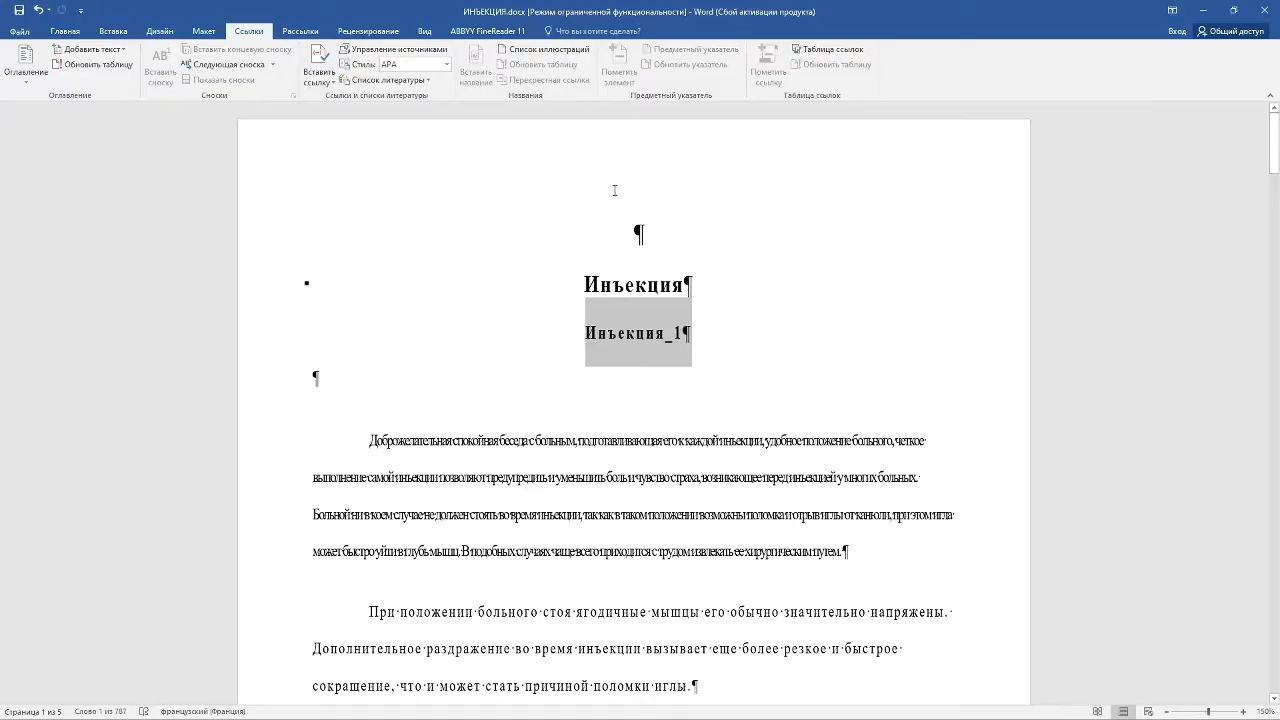 ИНЪЕКЦИЯ.docx [Режим ограниченной функциональности] - Word (Сбой активации продукта)
Файл Главная Вставка Дизайн Макет Ссылки Рассылки Рецензирование Вид ABBYY FineReader 11 Что вы хотите сделать? Вход Общий доступ
Оглавление
Добавить текст
Обновить таблицу
Оглавление
AB¹
Вставить сноску
Вставить концевую сноску
Следующая сноска
Показать сноски
Сноски
Вставить ссылку
Управление источниками
Стиль: APA
Список литературы
Ссылки и списки литературы
Вставить название
Список иллюстраций
Обновить таблицу
Перекрестная ссылка
Названия
Пометить элемент
Предметный указатель
Обновить указатель
Предметный указатель
Пометить ссылку
Таблица ссылок
Обновить таблицу
Таблица ссылок
¶
Инъекция¶
Инъекция_1¶
¶
Доброжелательная спокойная беседа с больным, подготавливающая его к каждой инъекции, удобное положение больного, четкое
выполнение самой инъекции позволяют предупредить и уменьшить боль и чувство страха, возникающее перед инъекцией у многих больных.
Больной ни в коем случае не должен стоять во время инъекции, так как в таком положении возможны поломка и отрыв иглы от канюли, при этом игла
может быстро уйти в глубь мышц. В подобных случаях чаще всего приходится с трудом извлекать ее хирургическим путем.¶
При·положении·больного·стоя·ягодичные·мышцы·его·обычно·значительно·напряжены.·
Дополнительное·раздражение·во·время·инъекции·вызывает·еще·более·резкое·и·быстрое·
сокращение,·что·и·может·стать·причиной·поломки·иглы.¶
Страница 1 из 5 Слово 1 из 787 французский (Франция) 150%